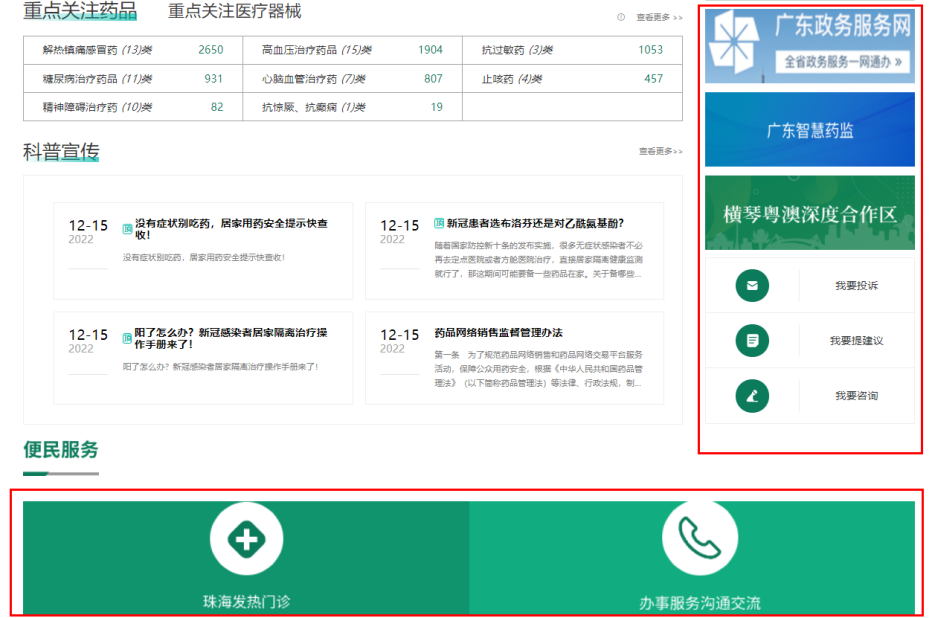 重点关注药品 重点关注医疗器械 查看更多 >>
解热镇痛感冒药 (13)类 2650 高血压治疗药品 (15)类 1904 抗过敏药 (3)类 1053
糖尿病治疗药品 (11)类 931 心脑血管治疗药 (7)类 807 止咳药 (4)类 457
精神障碍治疗药 (10)类 82 抗惊厥、抗癫痫 (1)类 19
科普宣传 查看更多>>
12-15
2022
没有症状别吃药，居家用药安全提示快查
收！
没有症状别吃药，居家用药安全提示快查收！
12-15
2022
新冠患者选布洛芬还是对乙酰氨基酚？
随着国家防控新十条的发布实施，很多无症状感染者不必
再去定点医院或者方舱医院治疗，直接居家隔离健康监测
就行了，那这期间可能要备一些药品在家。关于备哪些...
12-15
2022
阳了怎么办？新冠感染者居家隔离治疗操
作手册来了！
阳了怎么办？新冠感染者居家隔离治疗操作手册来了！
12-15
2022
药品网络销售监督管理办法
第一条 为了规范药品网络销售和药品网络交易平台服务
活动，保障公众用药安全，根据《中华人民共和国药品管
理法》（以下简称药品管理法）等法律、行政法规，制...
广东政务服务网
全省政务服务一网通办 »
广东智慧药监
横琴粤澳深度合作区
我要投诉
我要提建议
我要咨询
便民服务
珠海发热门诊
办事服务沟通交流